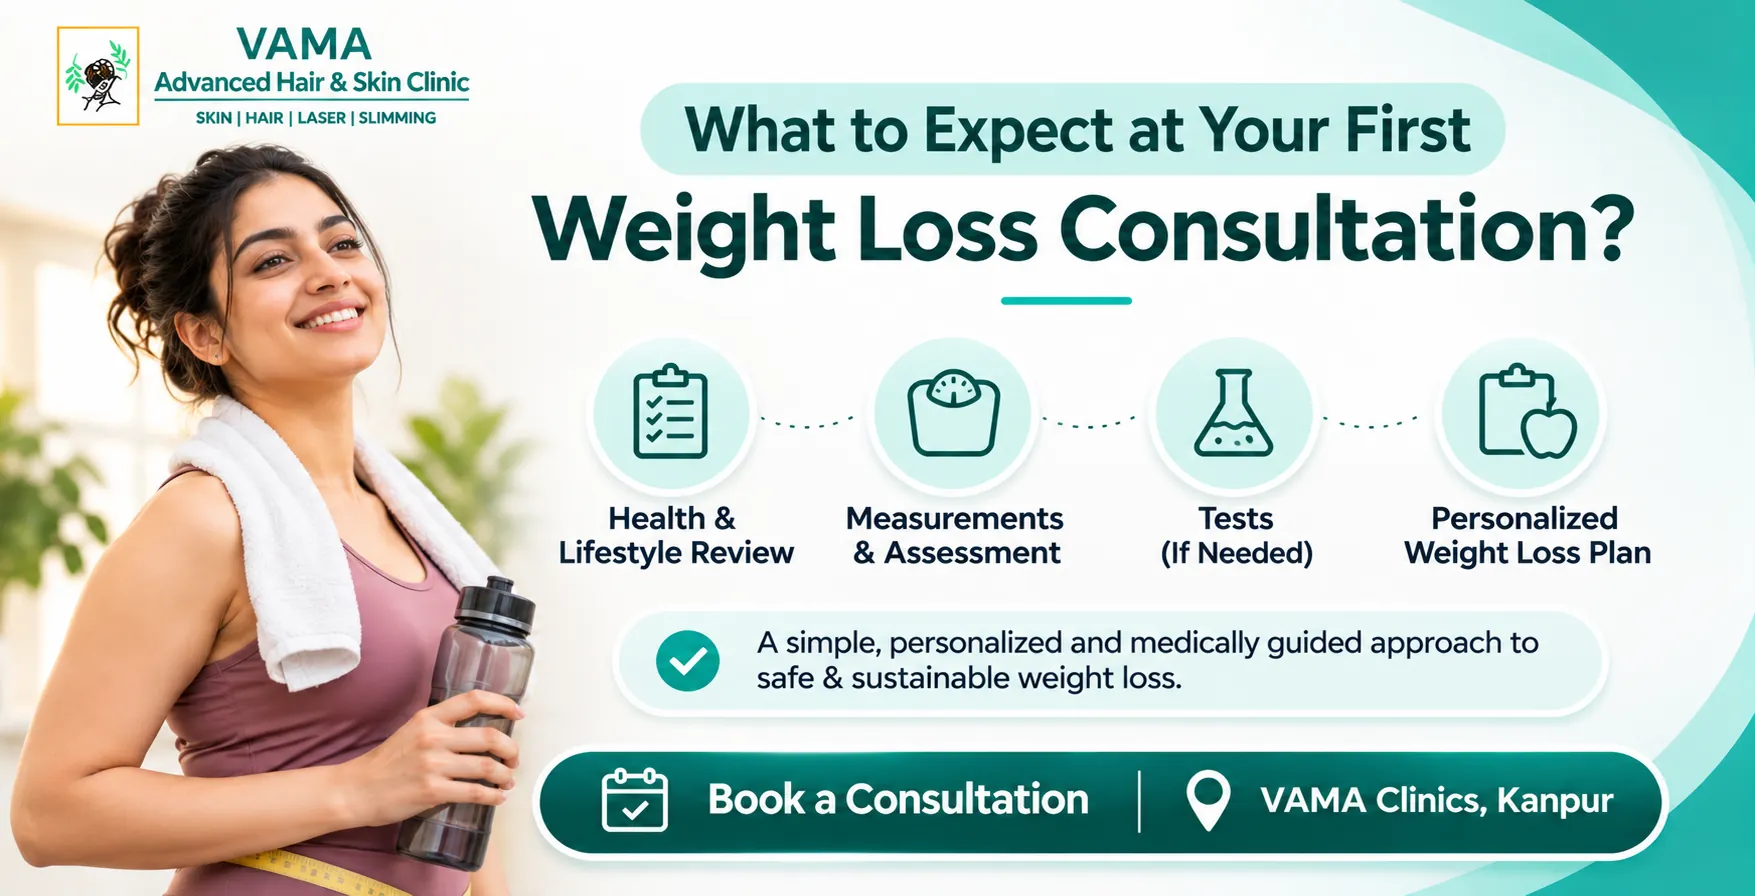 VAMA
Advanced Hair & Skin Clinic
SKIN | HAIR | LASER | SLIMMING
What to Expect at Your First
Weight Loss Consultation?
Health &
Lifestyle Review
Measurements
& Assessment
Tests
(If Needed)
Personalized
Weight Loss Plan
A simple, personalized and medically guided approach to
safe & sustainable weight loss.
Book a Consultation
VAMA Clinics, Kanpur